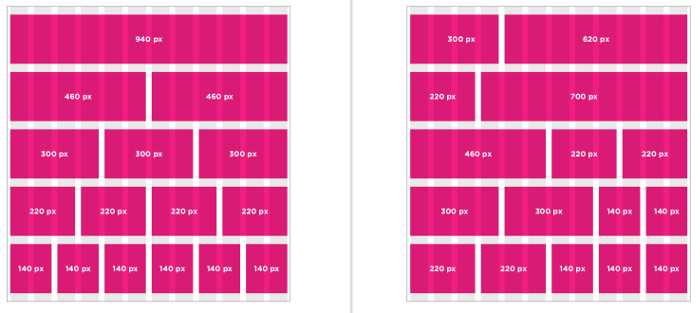 940 px
460 px 460 px
300 px 300 px 300 px
220 px 220 px 220 px 220 px
140 px 140 px 140 px 140 px 140 px 140 px
300 px 620 px
220 px 700 px
460 px 220 px 220 px
300 px 300 px 140 px 140 px
220 px 220 px 140 px 140 px 140 px